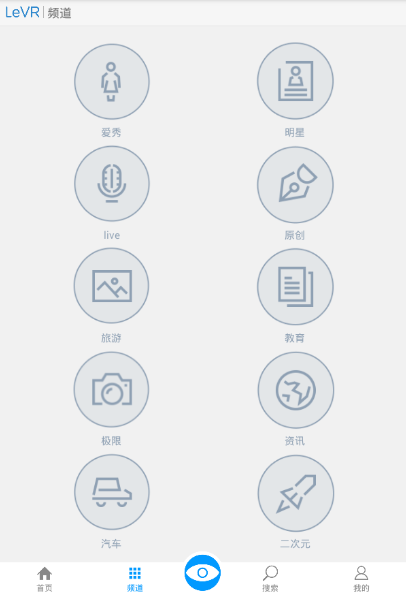 LeVR 频道
爱秀 明星
live 原创
旅游 教育
极限 资讯
汽车 二次元
首页 频道 搜索 我的